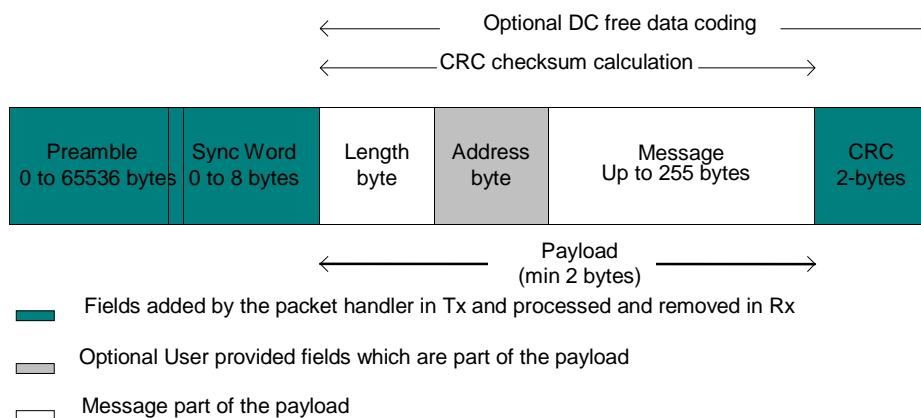 Optional DC free data coding
CRC checksum calculation
Preamble
0 to 65536 bytes
Sync Word
0 to 8 bytes
Length
byte
Address
byte
Message
Up to 255 bytes
CRC
2-bytes
Payload
(min 2 bytes)
Fields added by the packet handler in Tx and processed and removed in Rx
Optional User provided fields which are part of the payload
Message part of the payload